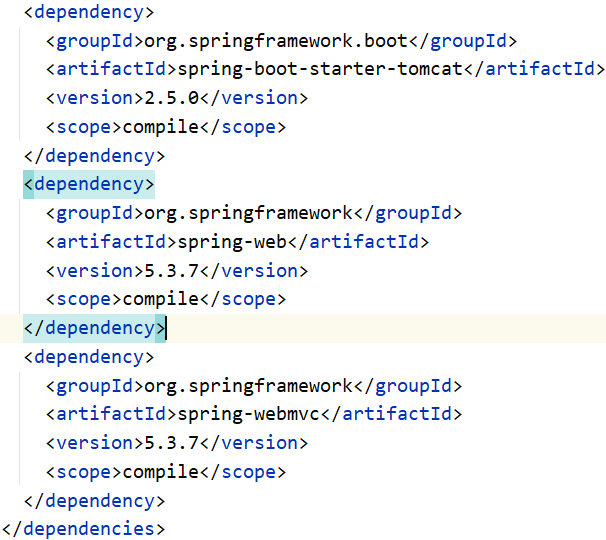 <dependency>
<groupId>org.springframework.boot</groupId>
<artifactId>spring-boot-starter-tomcat</artifactId>
<version>2.5.0</version>
<scope>compile</scope>
</dependency>
<dependency>
<groupId>org.springframework</groupId>
<artifactId>spring-web</artifactId>
<version>5.3.7</version>
<scope>compile</scope>
</dependency>
<dependency>
<groupId>org.springframework</groupId>
<artifactId>spring-webmvc</artifactId>
<version>5.3.7</version>
<scope>compile</scope>
</dependency>
</dependencies>